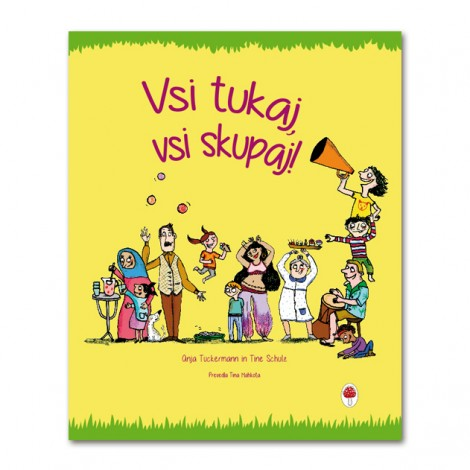 Vsi tukaj,
vsi skupaj!
Anja Tuckermann in Tine Schulz
Prevedla Tina Mahkota